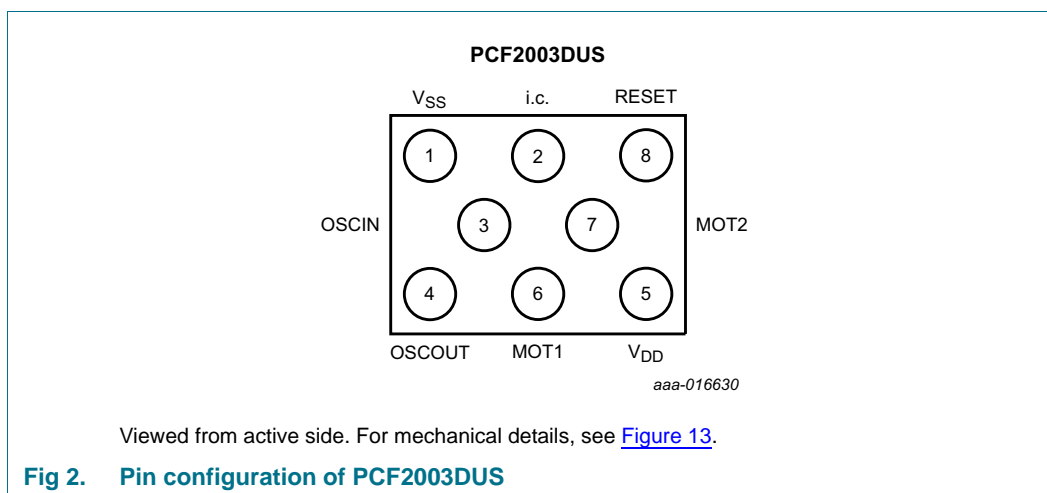 PCF2003DUS
VSS i.c. RESET
1 2 8
OSCIN 3 7 MOT2
4 6 5
OSCOUT MOT1 VDD
aaa-016630
Viewed from active side. For mechanical details, see Figure 13.
Fig 2. Pin configuration of PCF2003DUS